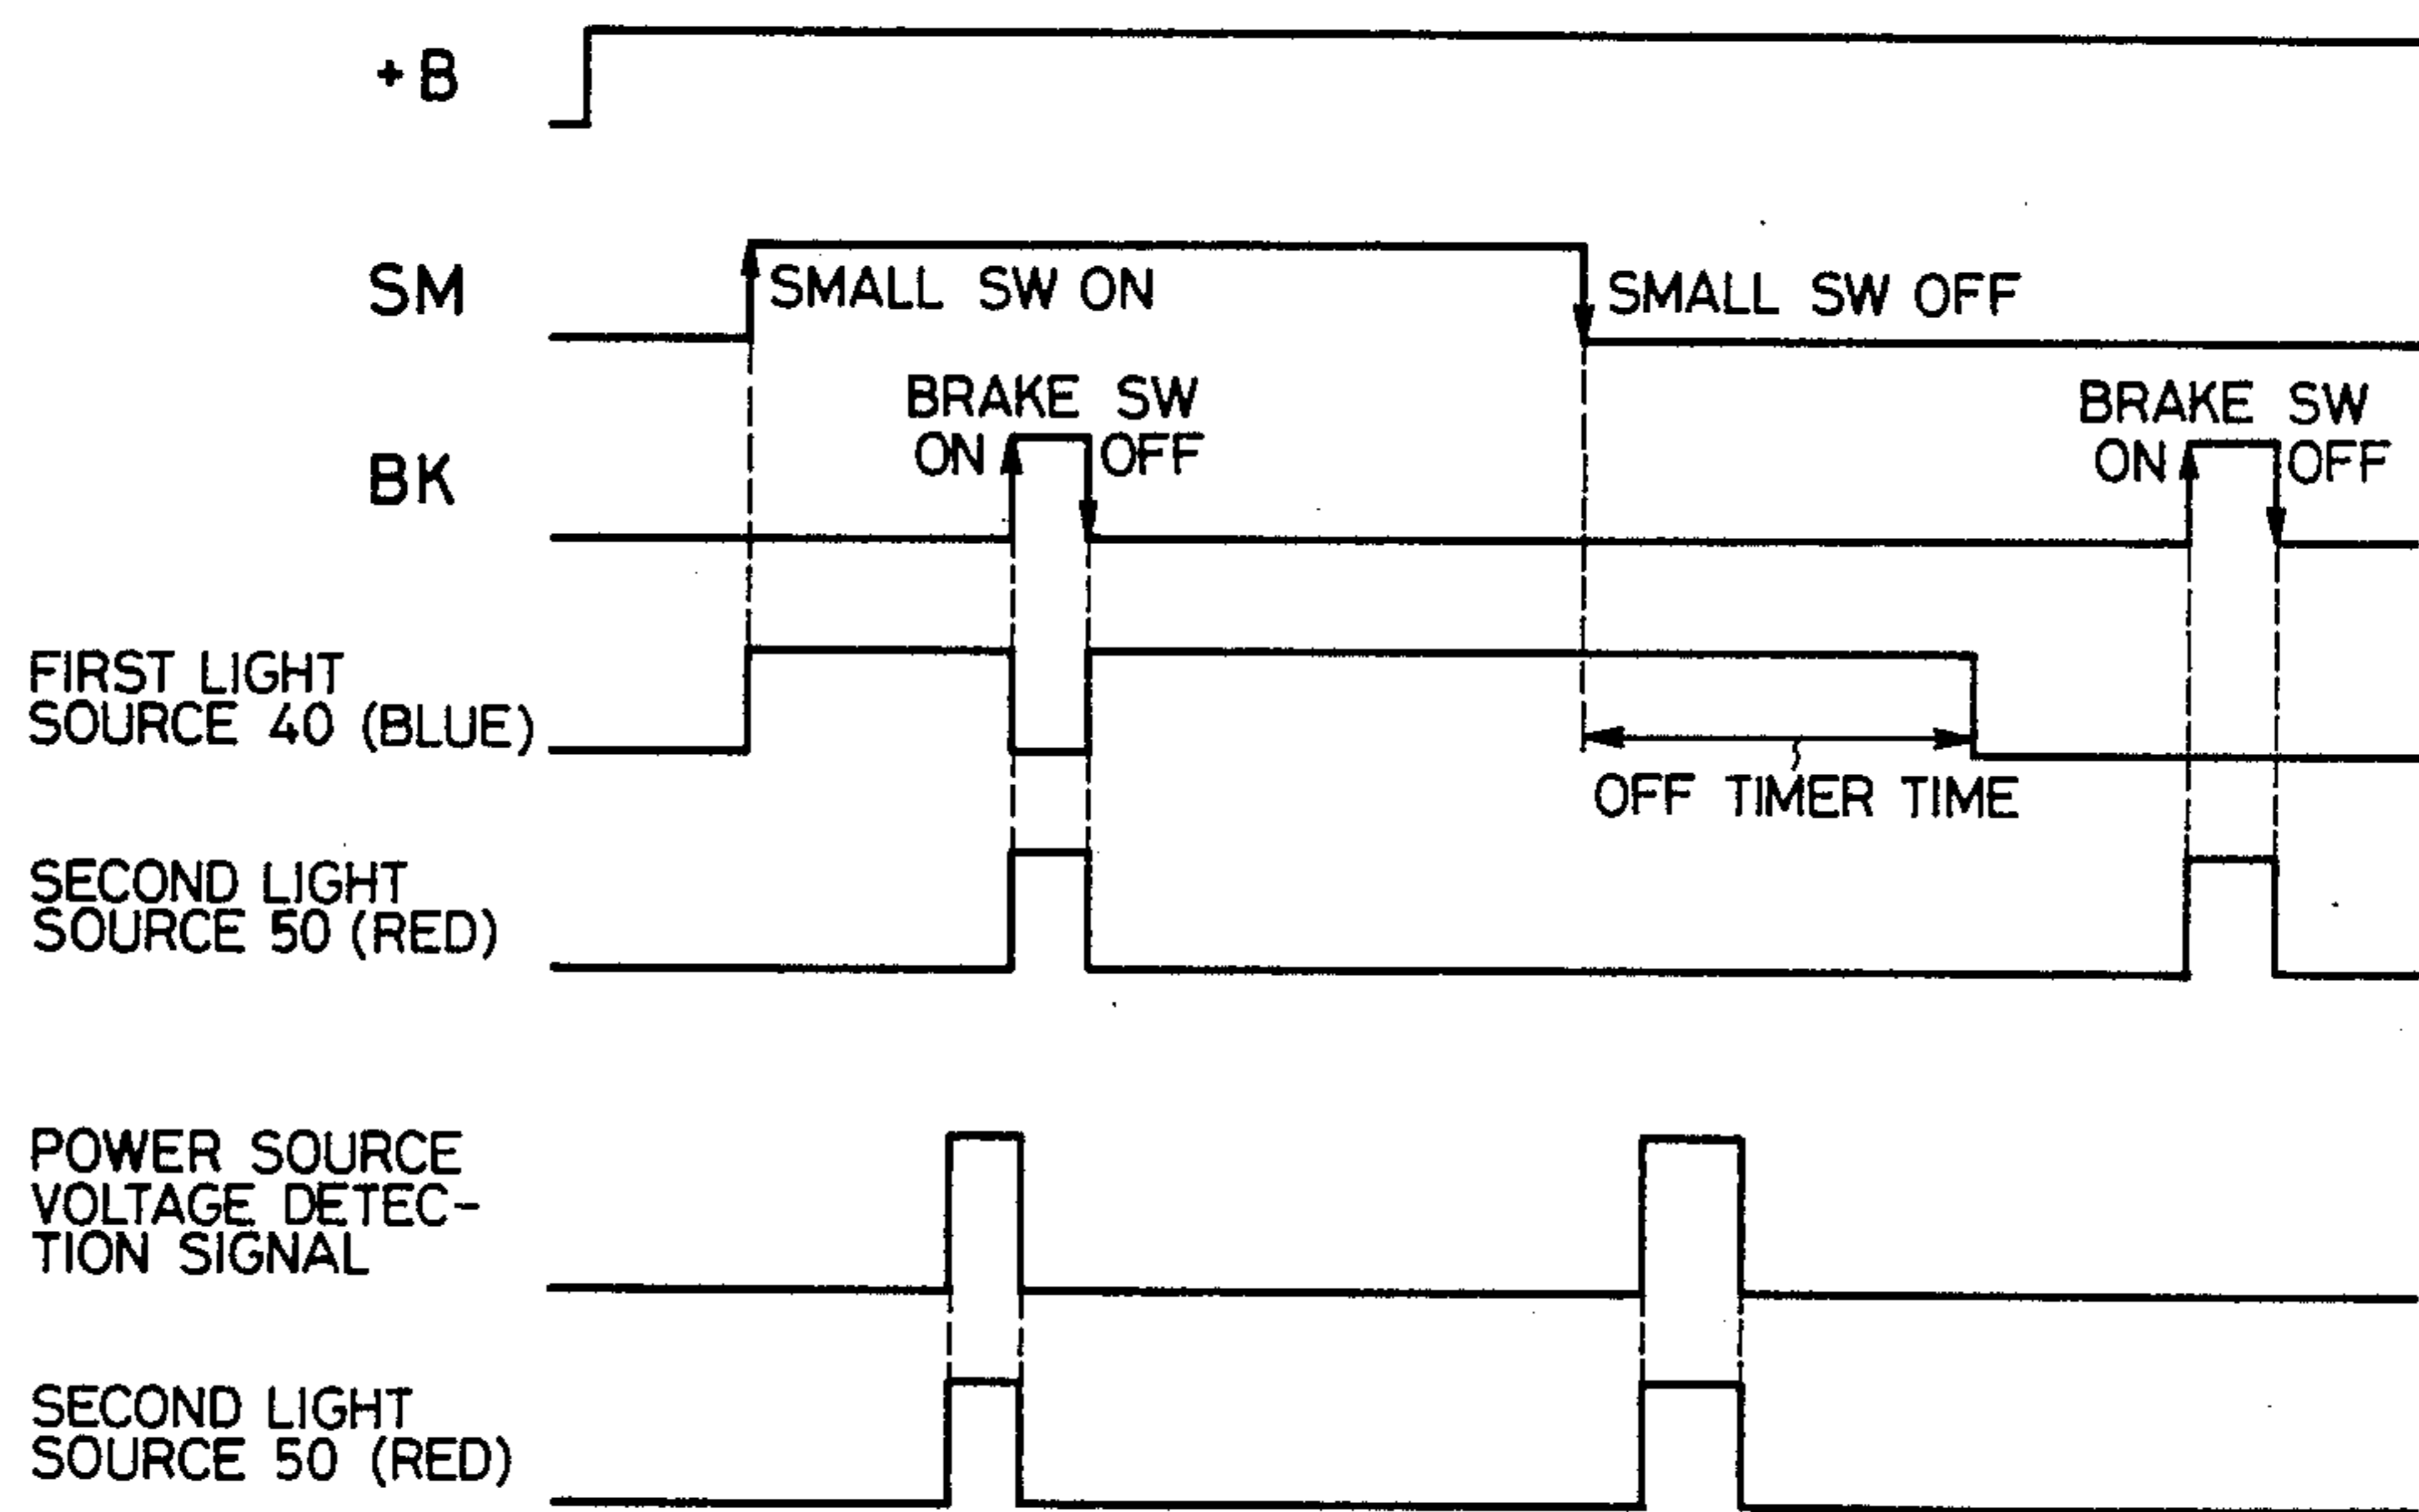 +B
SM
SMALL SW ON
SMALL SW OFF
BRAKE SW
ON OFF
BRAKE SW
ON OFF
BK
FIRST LIGHT
SOURCE 40 (BLUE)
OFF TIMER TIME
SECOND LIGHT
SOURCE 50 (RED)
POWER SOURCE
VOLTAGE DETEC-
TION SIGNAL
SECOND LIGHT
SOURCE 50 (RED)